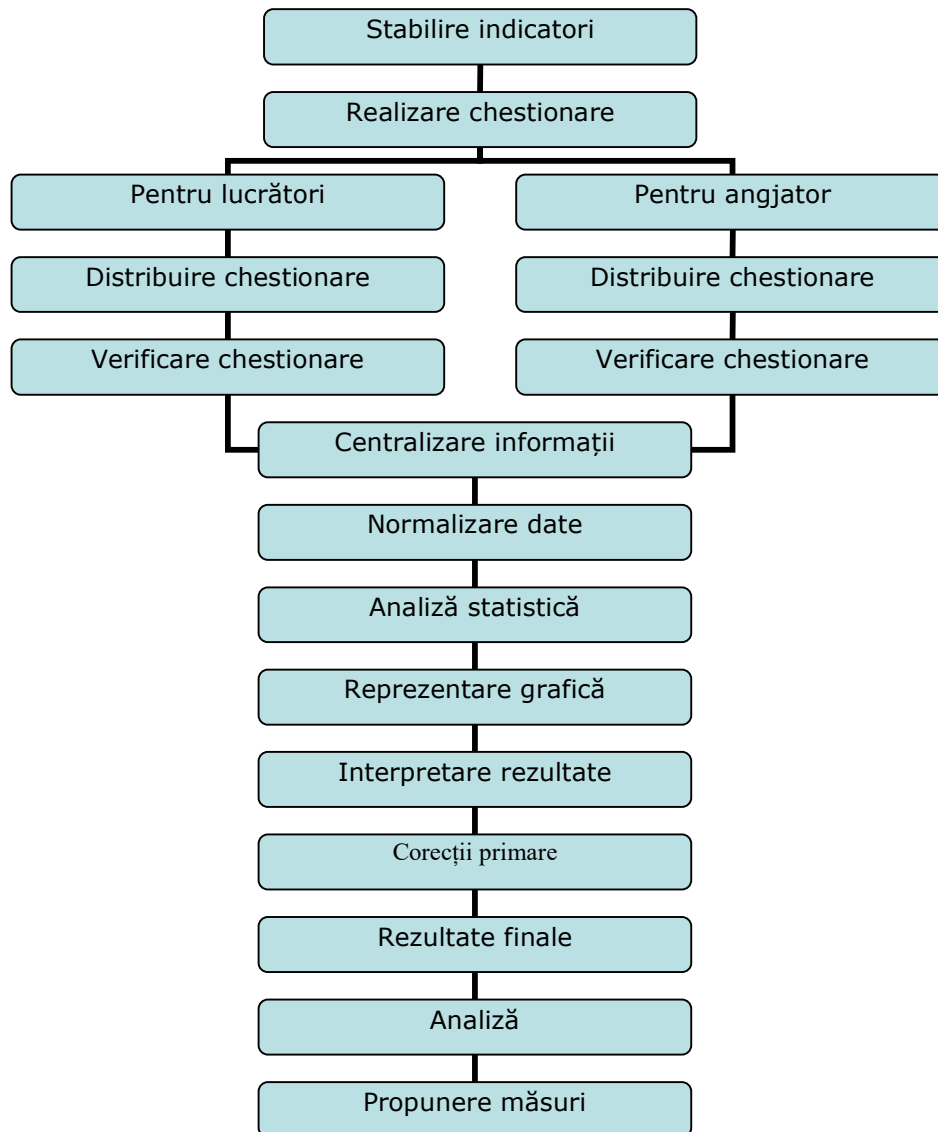 Stabilire indicatori
Realizare chestionare
Pentru lucrători
Pentru angjator
Distribuire chestionare
Distribuire chestionare
Verificare chestionare
Verificare chestionare
Centralizare informații
Normalizare date
Analiză statistică
Reprezentare grafică
Interpretare rezultate
Corecții primare
Rezultate finale
Analiză
Propunere măsuri